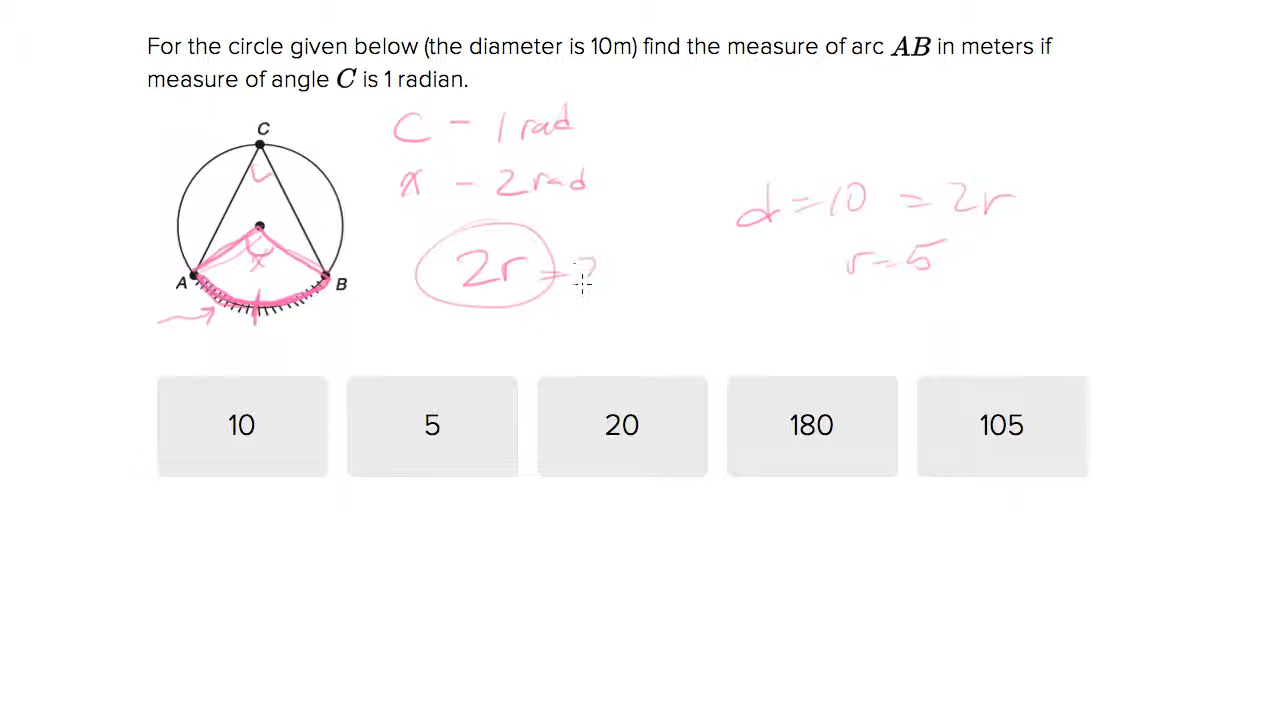 For the circle given below (the diameter is 10m) find the measure of arc AB in meters if
measure of angle C is 1 radian.
C
A
B
x
C - 1 rad
x - 2 rad
2r = ?
d = 10 = 2r
r = 5
10
5
20
180
105